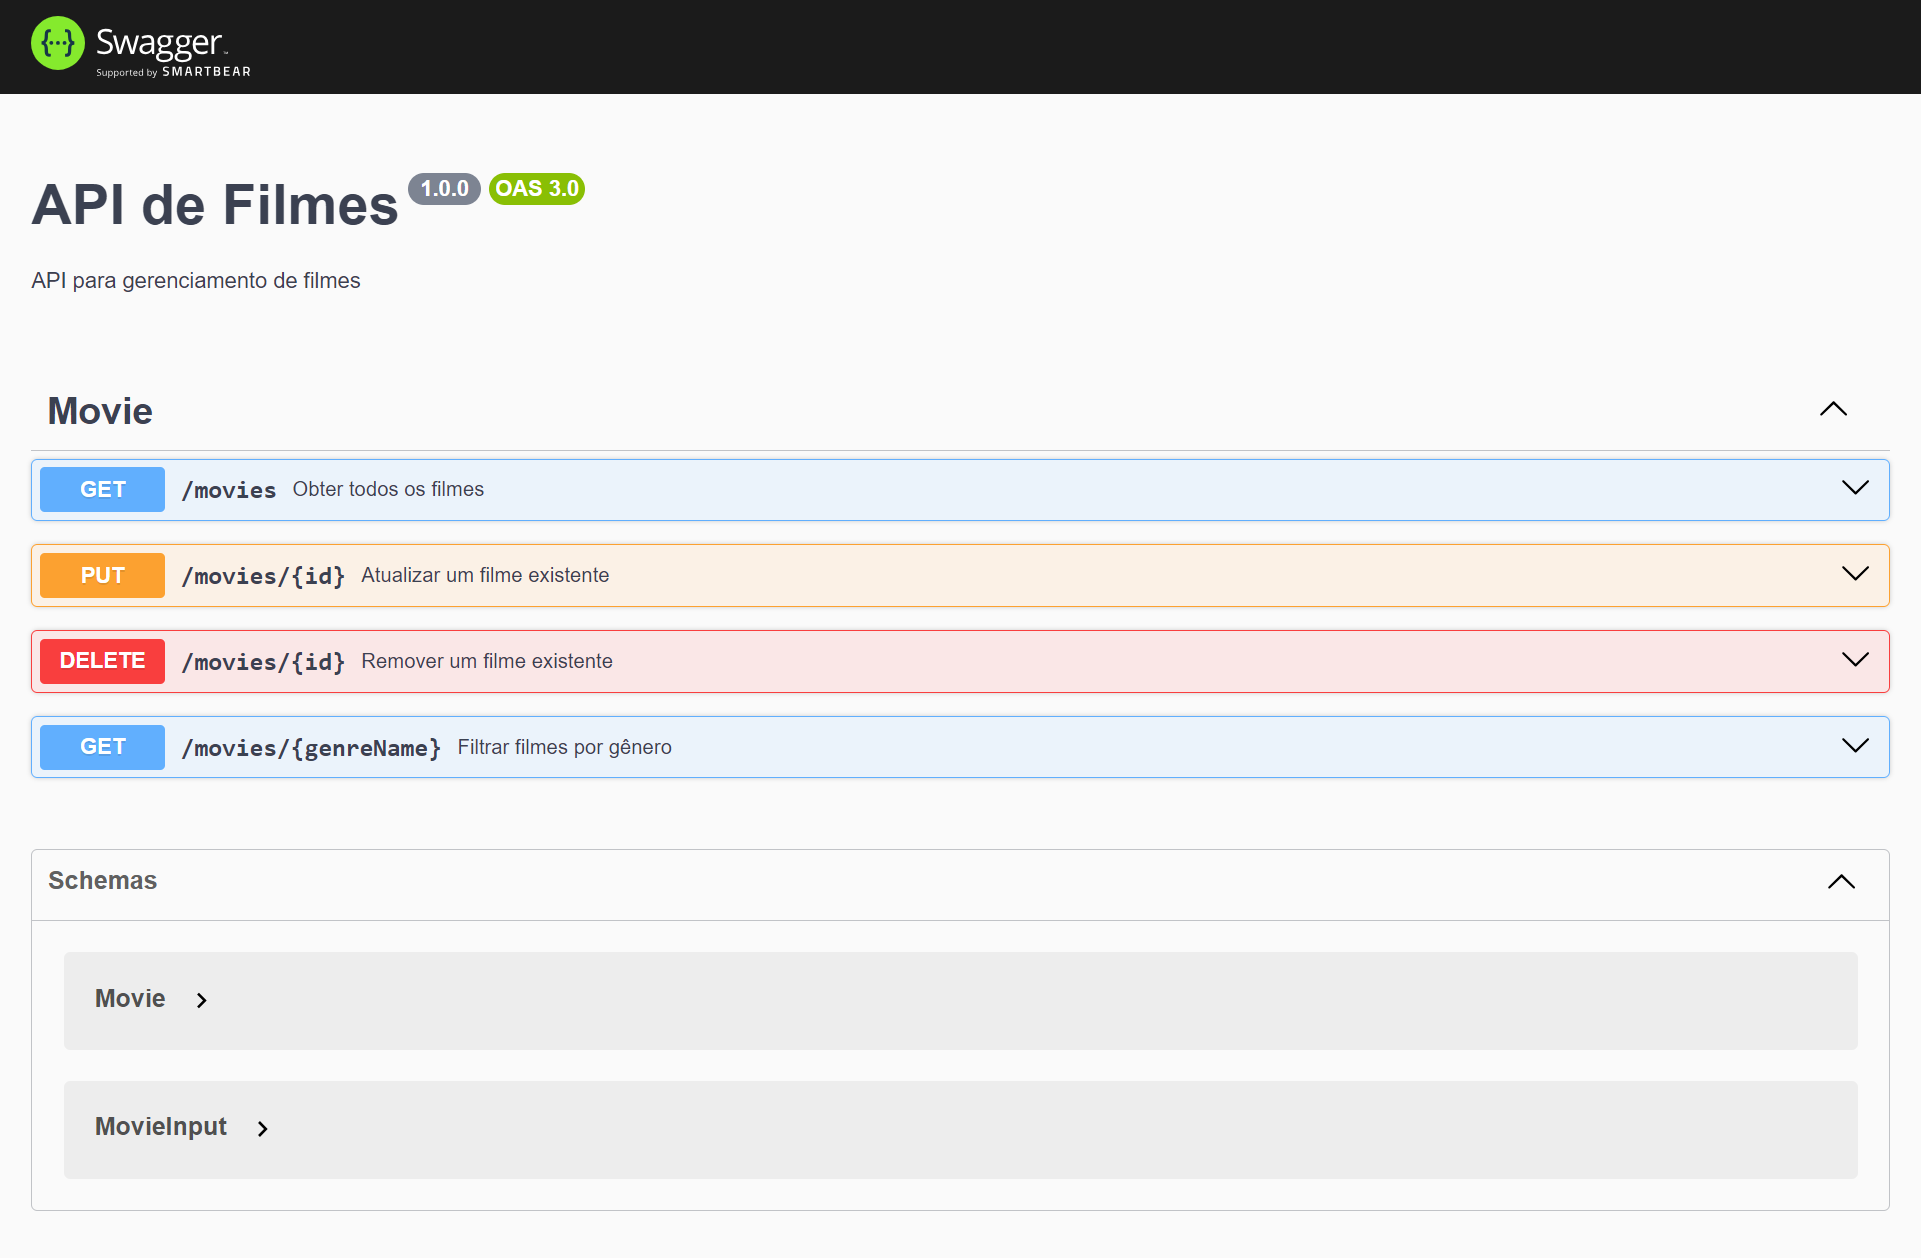 Swagger
Supported by SMARTBEAR
API de Filmes 1.0.0 OAS 3.0
API para gerenciamento de filmes
Movie
GET /movies Obter todos os filmes
PUT /movies/{id} Atualizar um filme existente
DELETE /movies/{id} Remover um filme existente
GET /movies/{genreName} Filtrar filmes por gênero
Schemas
Movie
MovieInput